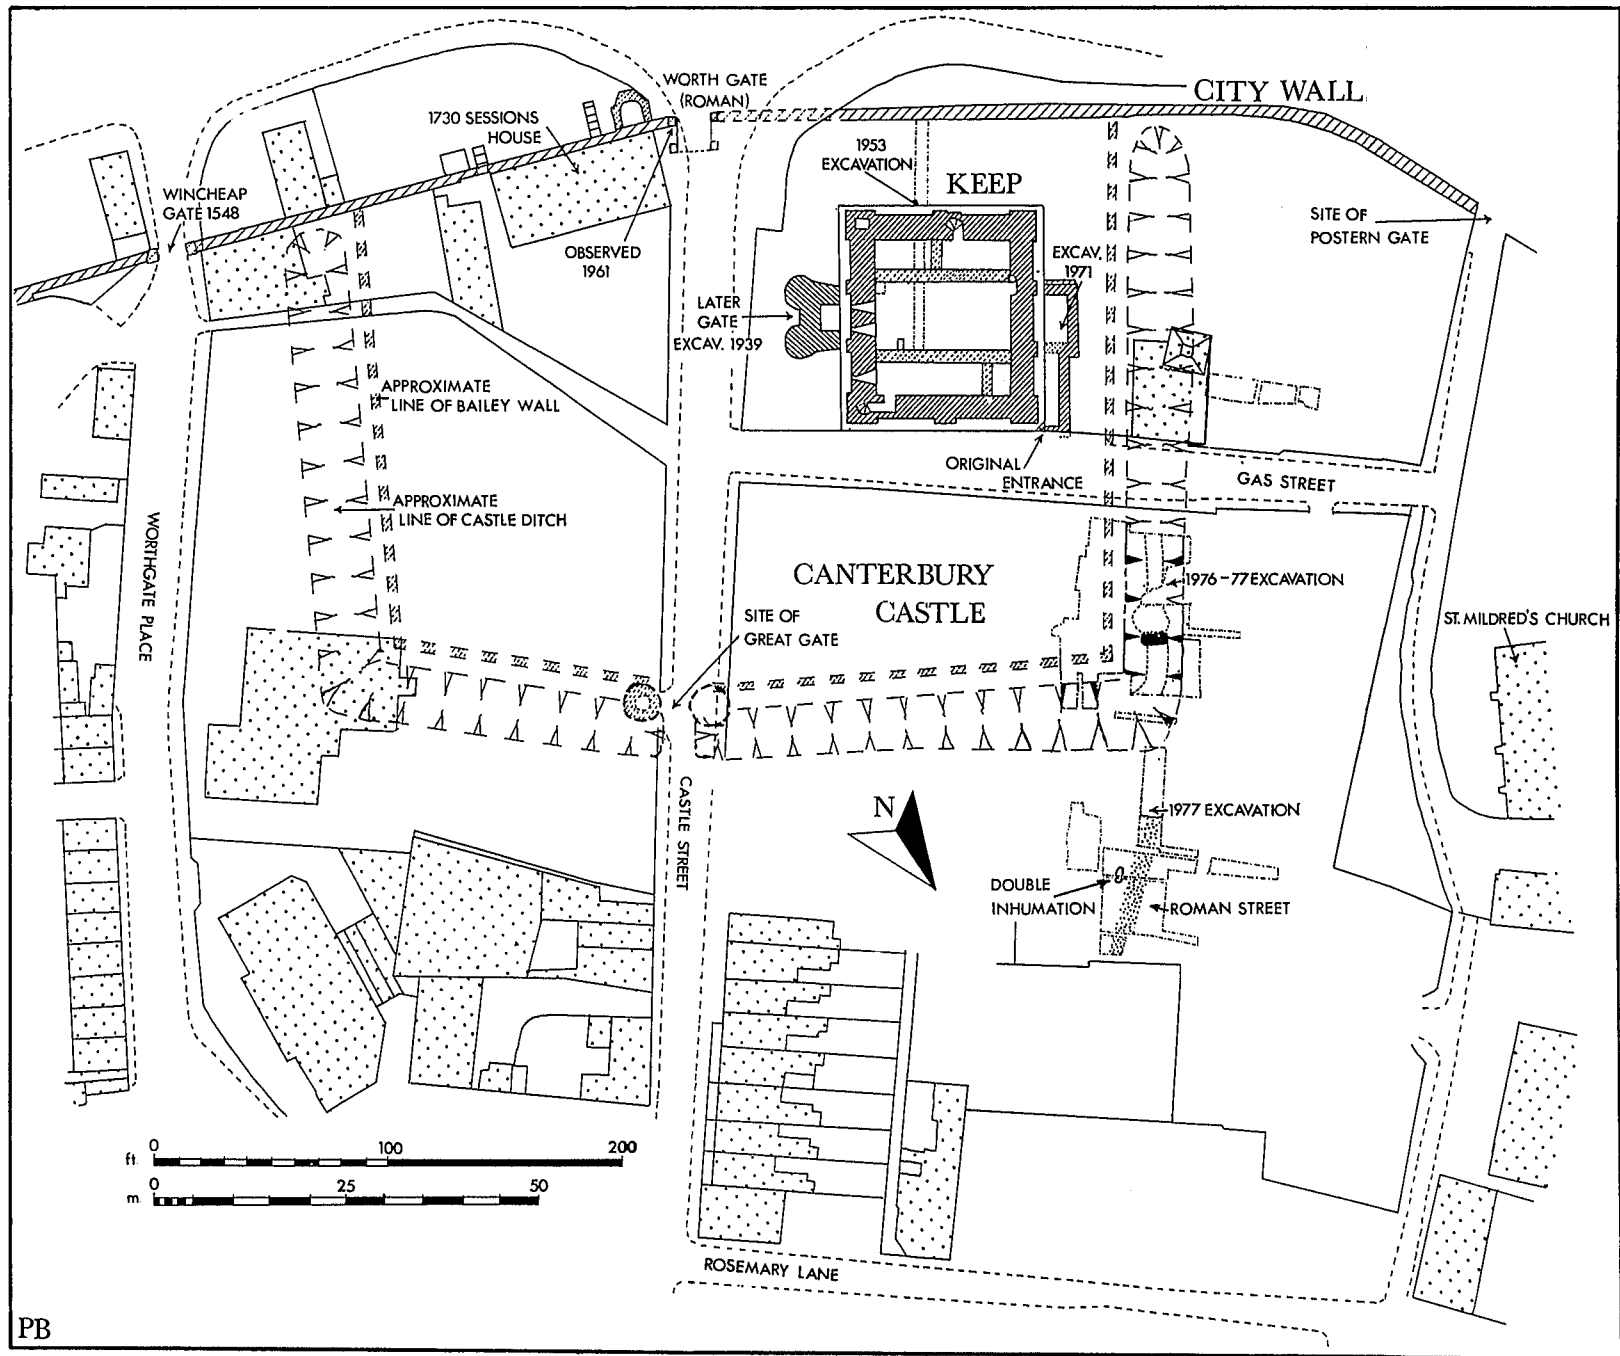 WORTH GATE
(ROMAN)
CITY WALL
1730 SESSIONS
HOUSE
1953
EXCAVATION
KEEP
WINCHEAP
GATE 1548
SITE OF
POSTERN GATE
OBSERVED
1961
EXCAV.
1971
LATER
GATE
EXCAV. 1939
APPROXIMATE
LINE OF BAILEY WALL
ORIGINAL
ENTRANCE
GAS STREET
APPROXIMATE
LINE OF CASTLE DITCH
WORTHGATE PLACE
CANTERBURY
CASTLE
1976-77 EXCAVATION
SITE OF
GREAT GATE
ST. MILDRED'S CHURCH
CASTLE STREET
N
1977 EXCAVATION
DOUBLE
INHUMATION
ROMAN STREET
0 100 200
ft.
0 25 50
m.
ROSEMARY LANE
PB